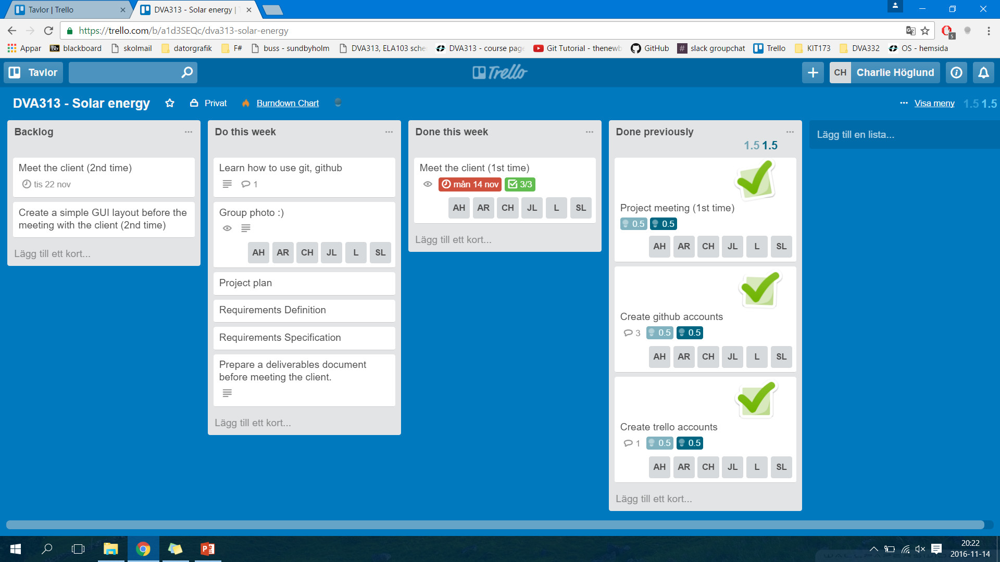 Tavlor | Trello
DVA313 - Solar energy |
https://trello.com/b/a1d3SEQc/dva313-solar-energy
5
Appar
Bb blackboard
skolmail
datorgrafik
F#
buss - sundbyholm
DVA313, ELA103 sche
DVA313 - course page
Git Tutorial - thenewb
GitHub
# slack groupchat
Trello
KIT173
DVA332
OS - hemsida
Tavlor
Trello
CH Charlie Höglund
DVA313 - Solar energy
Privat
Burndown Chart
Visa meny
1.5 1.5
Backlog
Meet the client (2nd time)
tis 22 nov
Create a simple GUI layout before the
meeting with the client (2nd time)
Lägg till ett kort...
Do this week
Learn how to use git, github
1
Group photo :)
AH AR CH JL L SL
Project plan
Requirements Definition
Requirements Specification
Prepare a deliverables document
before meeting the client.
Lägg till ett kort...
Done this week
Meet the client (1st time)
mån 14 nov 3/3
AH AR CH JL L SL
Lägg till ett kort...
Done previously
1.5 1.5
Project meeting (1st time)
0.5 0.5
AH AR CH JL L SL
Create github accounts
3 0.5 0.5
AH AR CH JL L SL
Create trello accounts
1 0.5 0.5
AH AR CH JL L SL
Lägg till ett kort...
Lägg till en lista...
20:22
2016-11-14